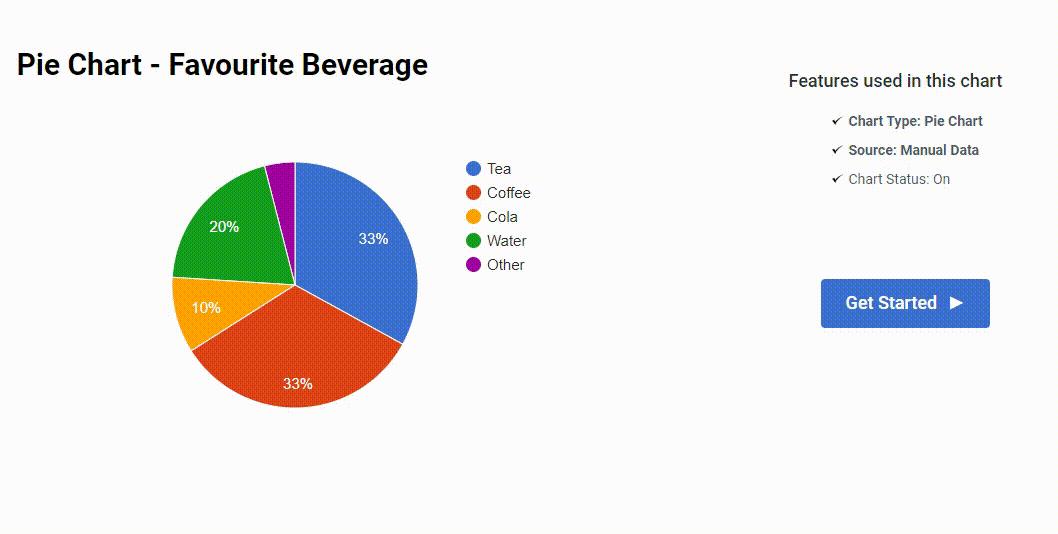 Pie Chart - Favourite Beverage
Features used in this chart
Chart Type: Pie Chart
Source: Manual Data
Chart Status: On
Tea
Coffee
Cola
Water
Other
33%
20%
10%
33%
Get Started